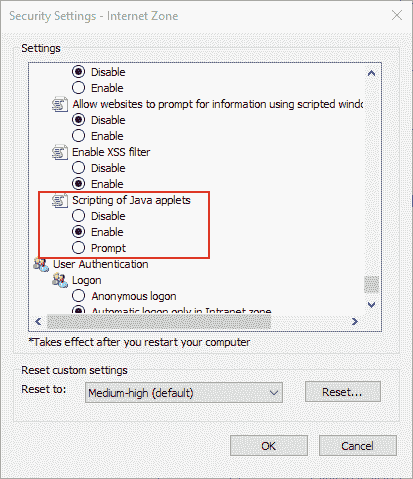 Security Settings - Internet Zone
Settings
Disable
Enable
Allow websites to prompt for information using scripted
Disable
Enable
Enable XSS filter
Disable
Enable
Scripting of Java applets
Disable
Enable
Prompt
User Authentication
Logon
Anonymous logon
Automatic logon only in Intranet zone
*Takes effect after you restart your computer
Reset custom settings
Reset to:
Medium-high (default)
Reset...
OK
Cancel